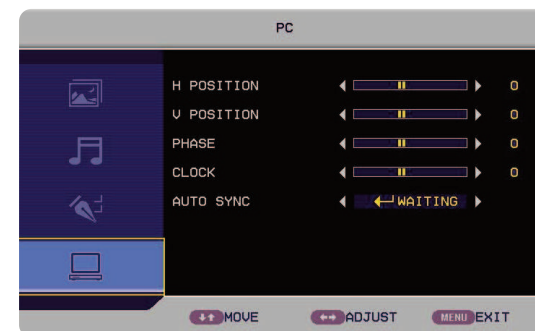 PC
H POSITION 0
V POSITION 0
PHASE 0
CLOCK 0
AUTO SYNC WAITING
MOVE ADJUST MENU EXIT